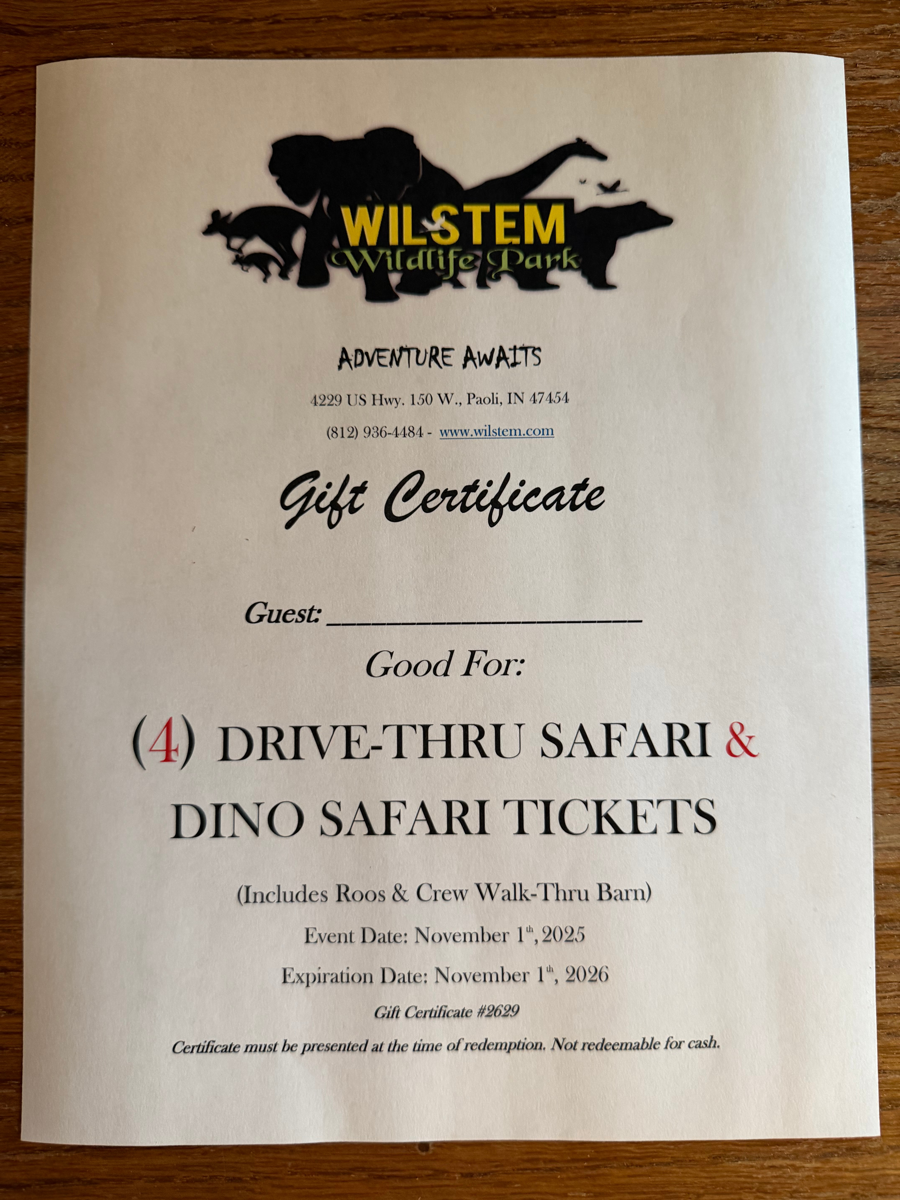 WILSTEM
Wildlife Park
ADVENTURE AWAITS
4229 US Hwy. 150 W., Paoli, IN 47454
(812) 936-4484 - www.wilstem.com
Gift Certificate
Guest: ______________________
Good For:
(4) DRIVE-THRU SAFARI &
DINO SAFARI TICKETS
(Includes Roos & Crew Walk-Thru Barn)
Event Date: November 1th, 2025
Expiration Date: November 1th, 2026
Gift Certificate #2629
Certificate must be presented at the time of redemption. Not redeemable for cash.